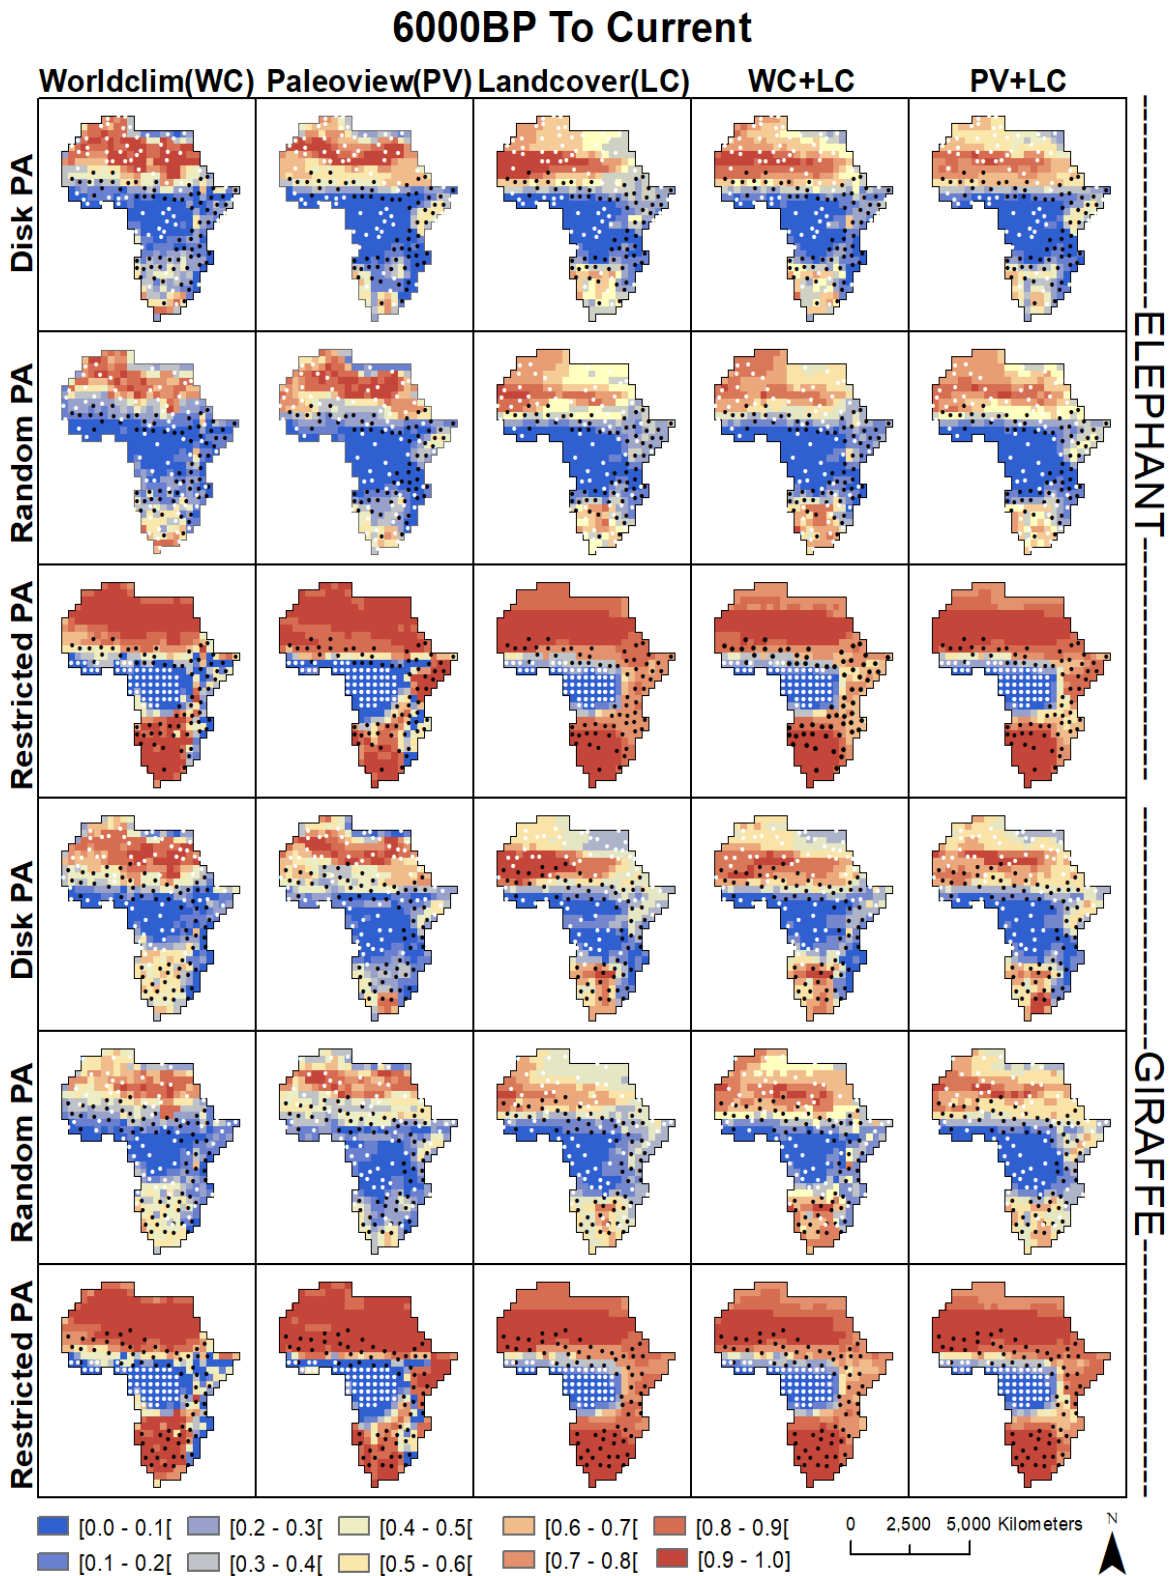 6000BP To Current
Worldclim(WC) Paleoview(PV) Landcover(LC) WC+LC PV+LC
Disk PA
Random PA
Restricted PA
ELEPHANT
Disk PA
Random PA
Restricted PA
GIRAFFE
[0.0 - 0.1[ [0.2 - 0.3[ [0.4 - 0.5[ [0.6 - 0.7[ [0.8 - 0.9[
[0.1 - 0.2[ [0.3 - 0.4[ [0.5 - 0.6[ [0.7 - 0.8[ [0.9 - 1.0]
0 2,500 5,000 Kilometers
N